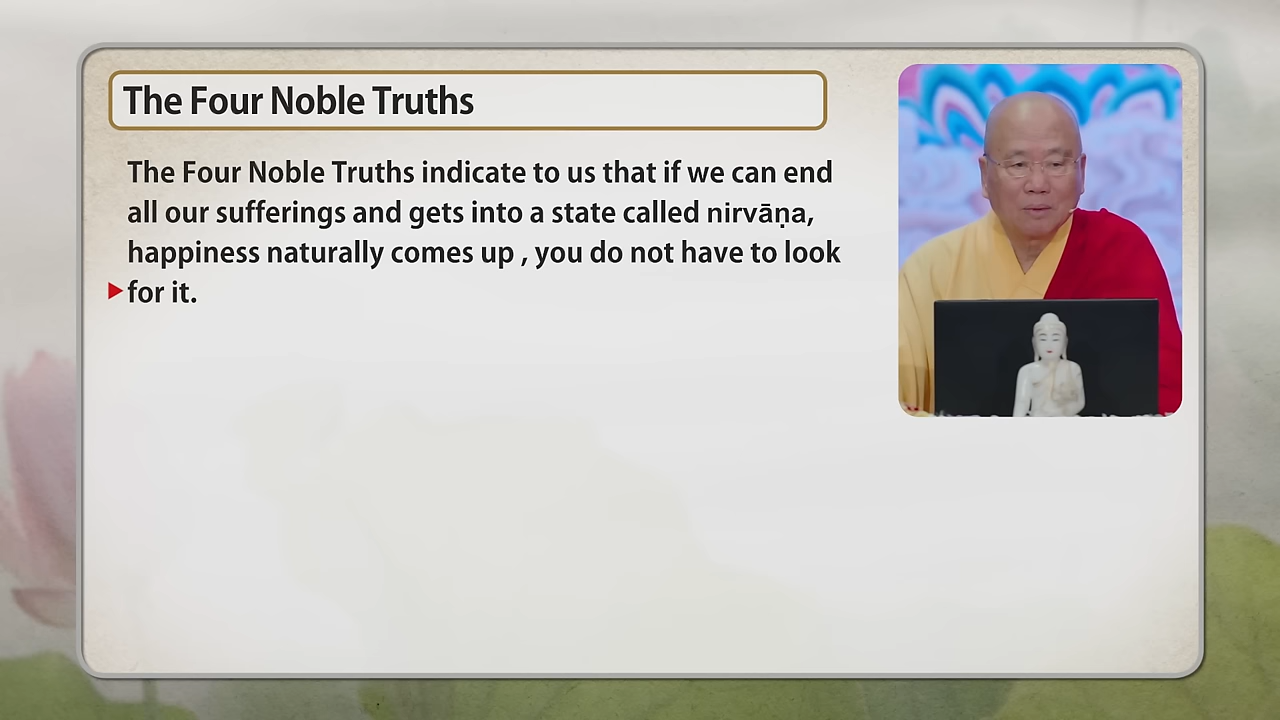 The Four Noble Truths
The Four Noble Truths indicate to us that if we can end
all our sufferings and gets into a state called nirvāṇa,
happiness naturally comes up , you do not have to look
for it.